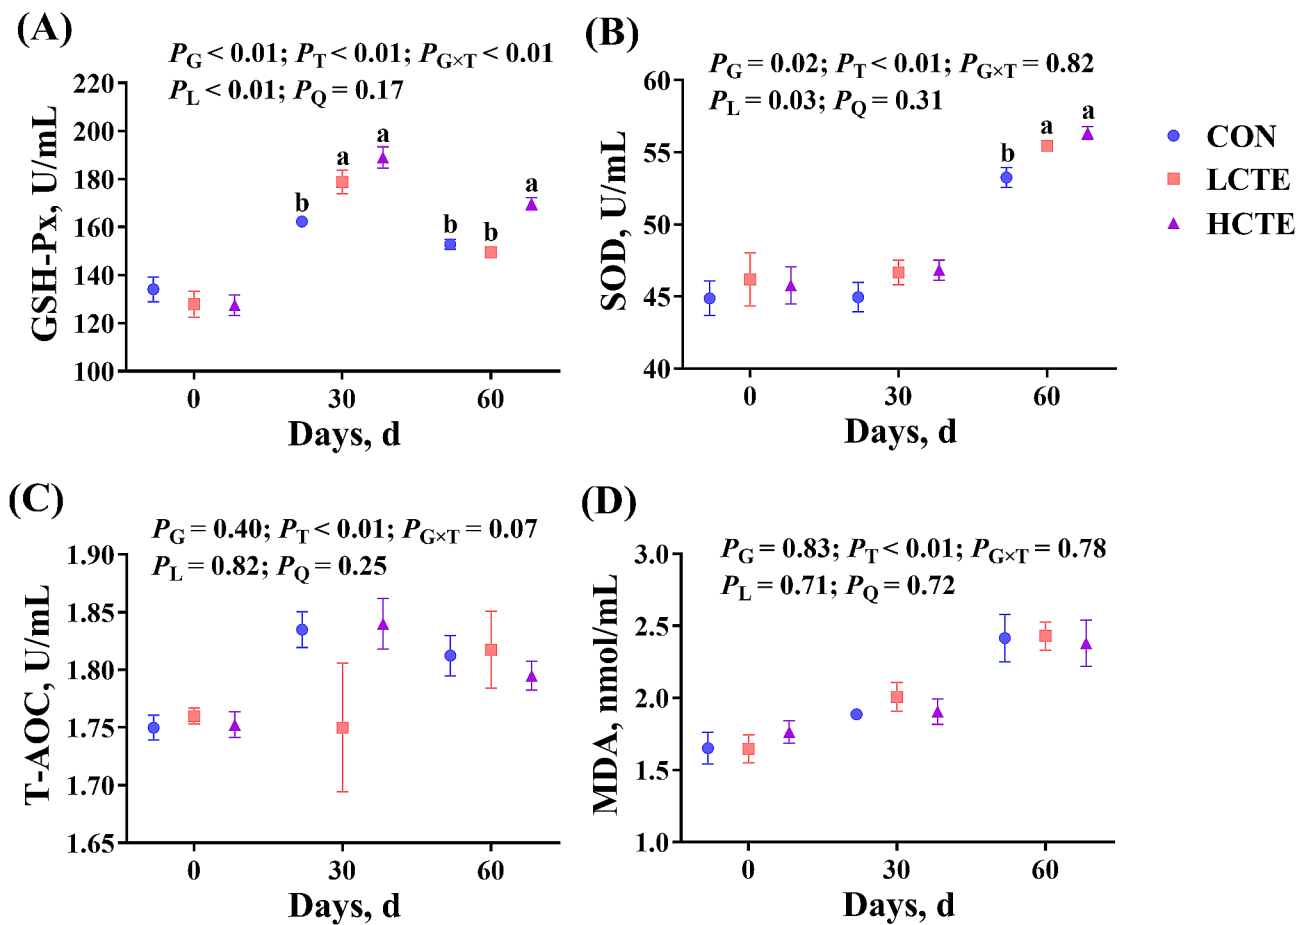 (A)
P_G < 0.01; P_T < 0.01; P_G×T < 0.01
P_L < 0.01; P_Q = 0.17
GSH-Px, U/mL
220
200
180
160
140
120
100
b
a
a
b
b
a
0
30
60
Days, d
(B)
P_G = 0.02; P_T < 0.01; P_G×T = 0.82
P_L = 0.03; P_Q = 0.31
SOD, U/mL
60
55
50
45
40
b
a
a
0
30
60
Days, d
CON
LCTE
HCTE
(C)
P_G = 0.40; P_T < 0.01; P_G×T = 0.07
P_L = 0.82; P_Q = 0.25
T-AOC, U/mL
1.90
1.85
1.80
1.75
1.70
1.65
0
30
60
Days, d
(D)
P_G = 0.83; P_T < 0.01; P_G×T = 0.78
P_L = 0.71; P_Q = 0.72
MDA, nmol/mL
3.0
2.5
2.0
1.5
1.0
0
30
60
Days, d